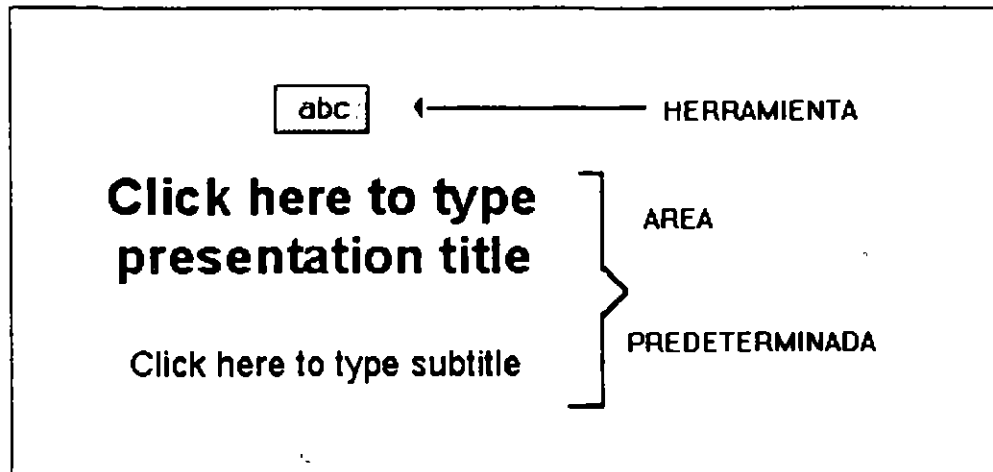 abc
HERRAMIENTA
Click here to type
presentation title
AREA
Click here to type subtitle
PREDETERMINADA